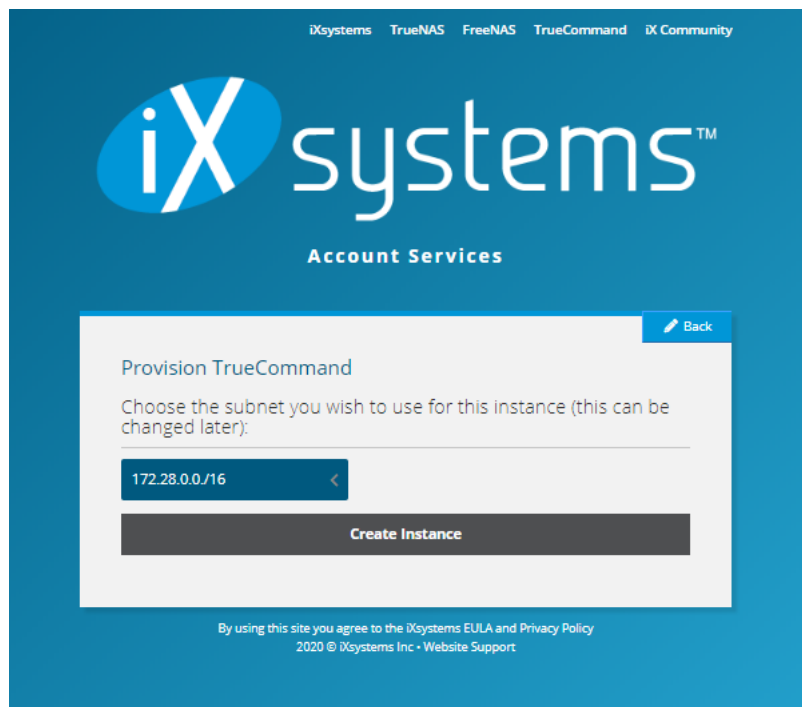 iXsystems TrueNAS FreeNAS TrueCommand iX Community
iX systems™
Account Services
Back
Provision TrueCommand
Choose the subnet you wish to use for this instance (this can be
changed later):
172.28.0.0./16
Create Instance
By using this site you agree to the iXsystems EULA and Privacy Policy
2020 © iXsystems Inc • Website Support